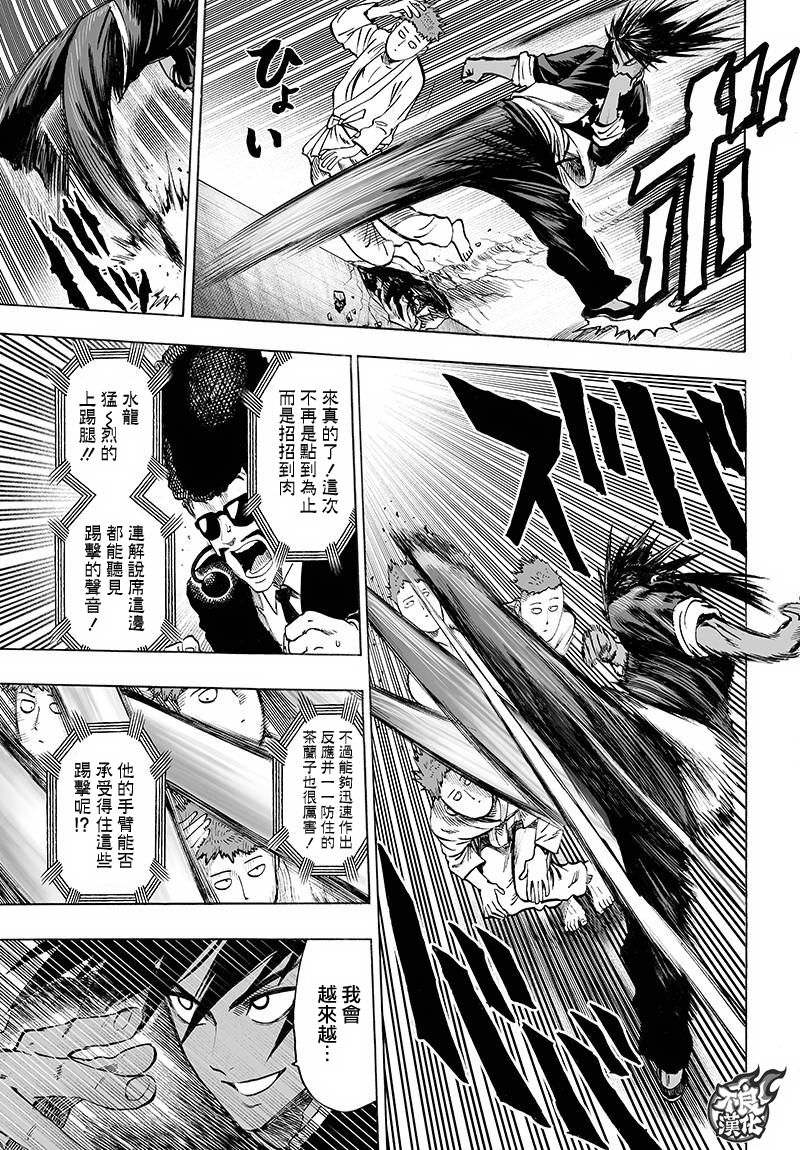 ボッ
ひょい
ズババババババ
來真的了！這次
不再是點到為止
而是招招到肉
水龍
猛～烈的
上踢腿!!
連解說席這邊
都能聽見
踢擊的聲音！
不過能夠迅速作出
反應并一一防住的
茶蘭子也很厲害！
他的手臂能否
承受得住這些
踢擊呢!?
我會
越來越…
漢化